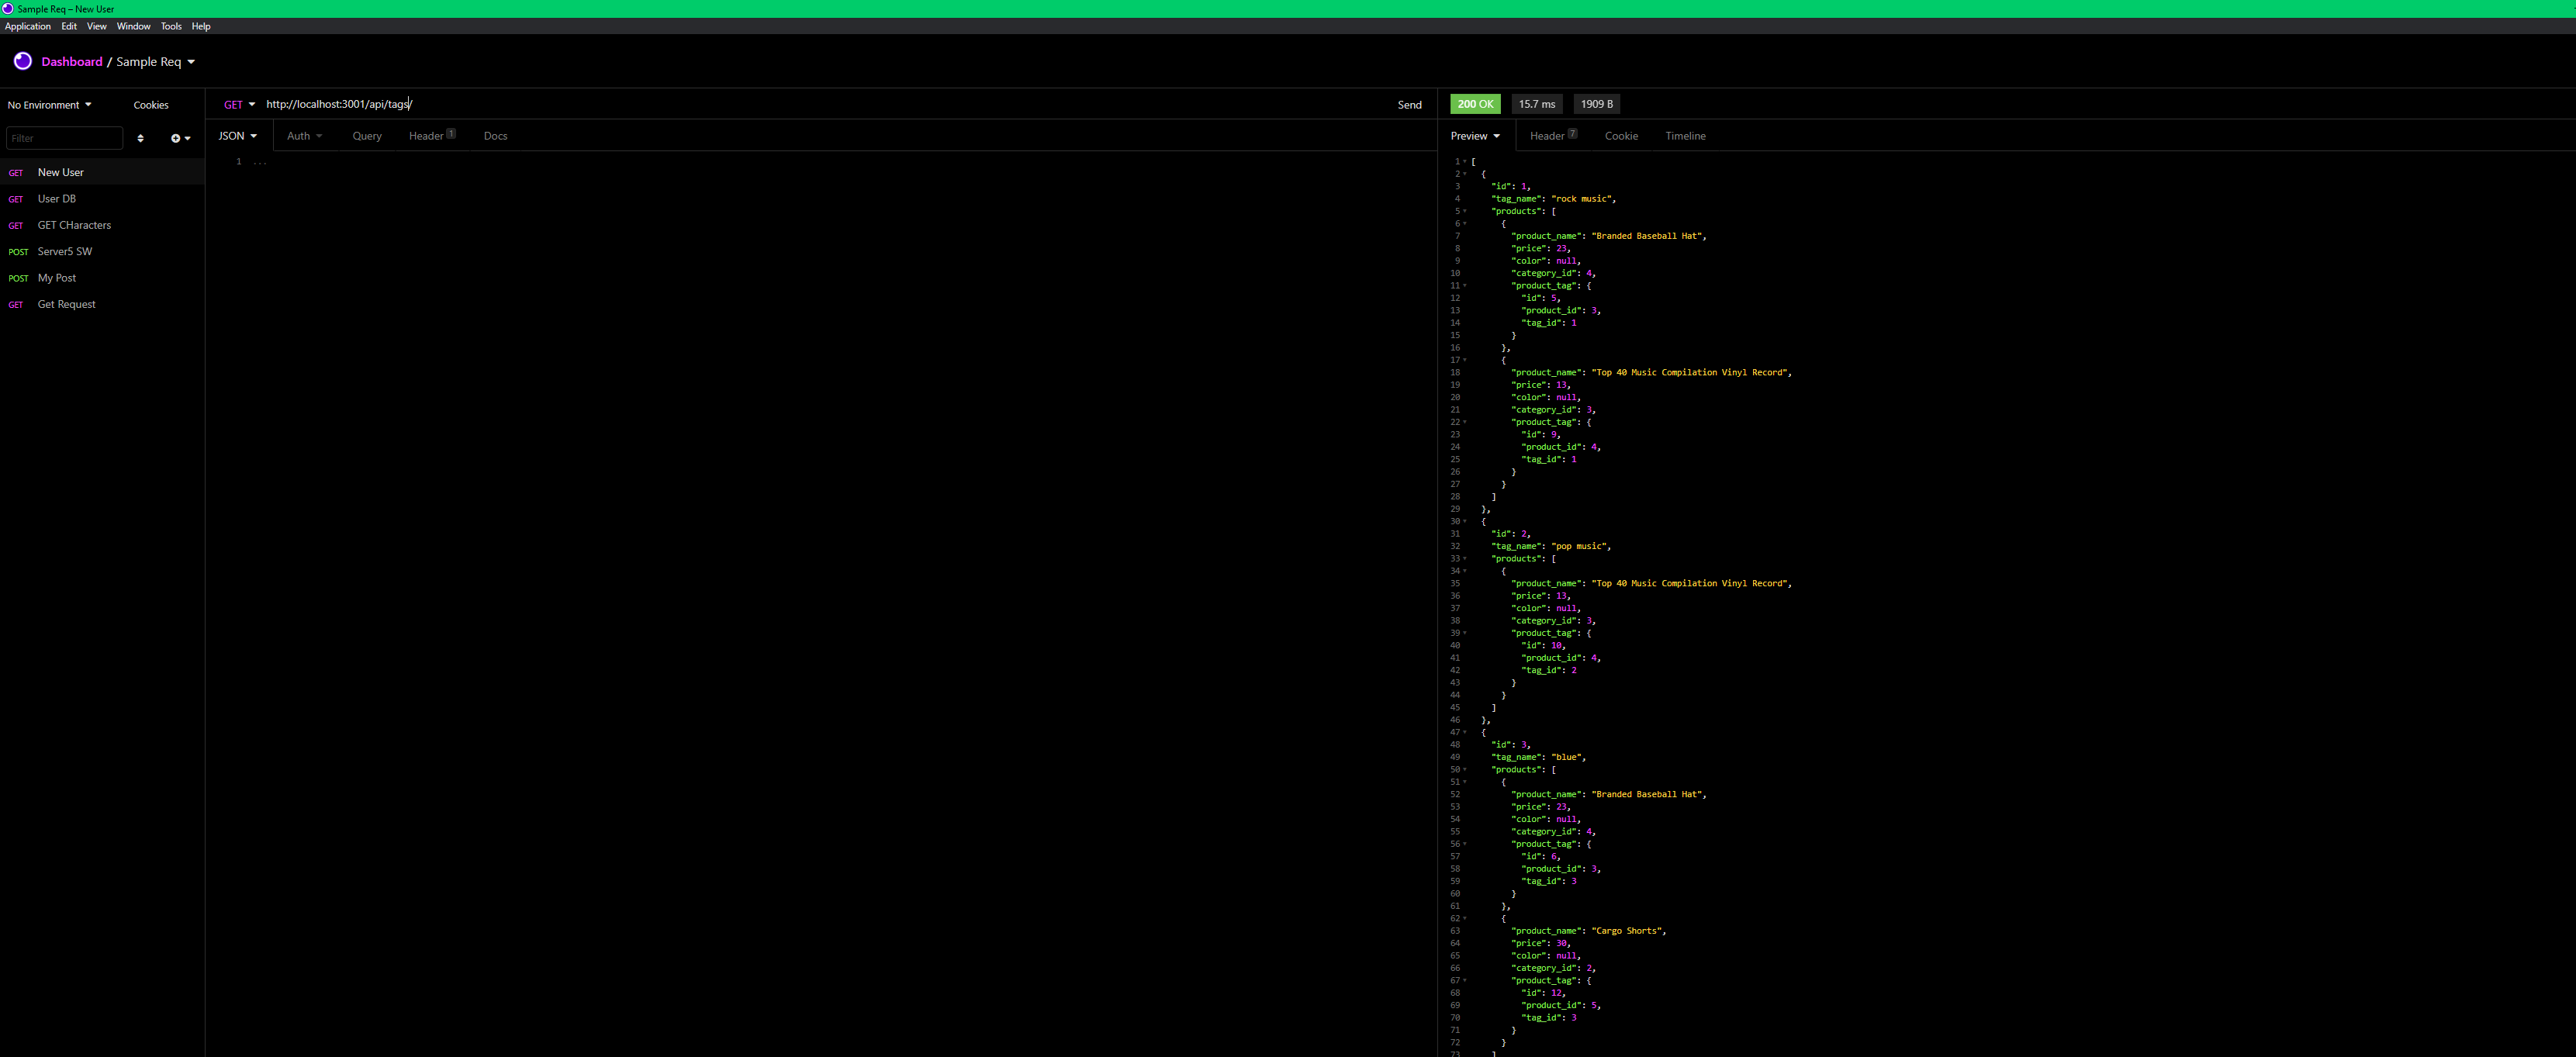 Sample Req – New User
Application Edit View Window Tools Help
Dashboard / Sample Req
No Environment Cookies
Filter
GET New User
GET User DB
GET GET CHaracters
POST Server5 SW
POST My Post
GET Get Request
GET http://localhost:3001/api/tags/ Send
JSON Auth Query Header 1 Docs
1 ...
200 OK 15.7 ms 1909 B
Preview Header 7 Cookie Timeline
1 [
2 {
3 "id": 1,
4 "tag_name": "rock music",
5 "products": [
6 {
7 "product_name": "Branded Baseball Hat",
8 "price": 23,
9 "color": null,
10 "category_id": 4,
11 "product_tag": {
12 "id": 5,
13 "product_id": 3,
14 "tag_id": 1
15 }
16 },
17 {
18 "product_name": "Top 40 Music Compilation Vinyl Record",
19 "price": 13,
20 "color": null,
21 "category_id": 3,
22 "product_tag": {
23 "id": 9,
24 "product_id": 4,
25 "tag_id": 1
26 }
27 }
28 ]
29 },
30 {
31 "id": 2,
32 "tag_name": "pop music",
33 "products": [
34 {
35 "product_name": "Top 40 Music Compilation Vinyl Record",
36 "price": 13,
37 "color": null,
38 "category_id": 3,
39 "product_tag": {
40 "id": 10,
41 "product_id": 4,
42 "tag_id": 2
43 }
44 }
45 ]
46 },
47 {
48 "id": 3,
49 "tag_name": "blue",
50 "products": [
51 {
52 "product_name": "Branded Baseball Hat",
53 "price": 23,
54 "color": null,
55 "category_id": 4,
56 "product_tag": {
57 "id": 6,
58 "product_id": 3,
59 "tag_id": 3
60 }
61 },
62 {
63 "product_name": "Cargo Shorts",
64 "price": 30,
65 "color": null,
66 "category_id": 2,
67 "product_tag": {
68 "id": 12,
69 "product_id": 5,
70 "tag_id": 3
71 }
72 }
73 ]